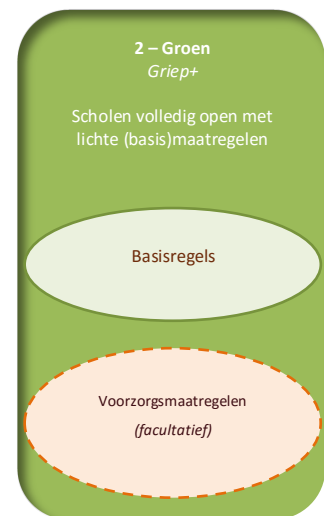 2 – Groen
Griep+
Scholen volledig open met
lichte (basis)maatregelen
Basisregels
Voorzorgsmaatregelen
(facultatief)